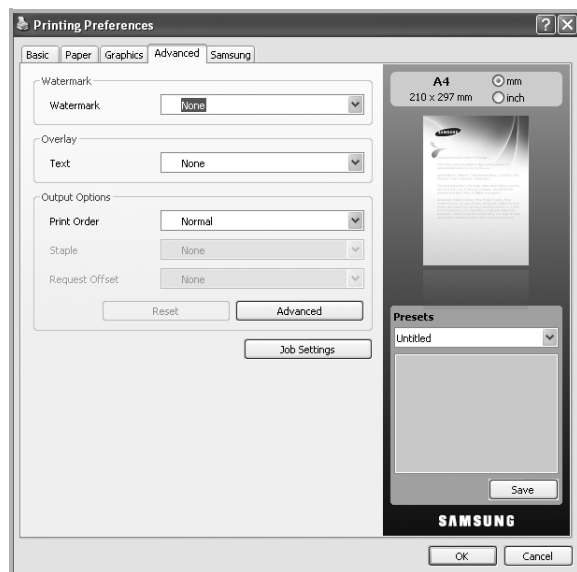 Printing Preferences
Basic Paper Graphics Advanced Samsung
Watermark
Watermark None
Overlay
Text None
Output Options
Print Order Normal
Staple None
Request Offset None
Reset Advanced
Job Settings
A4 mm
210 x 297 mm inch
SAMSUNG
Presets
Untitled
Save
SAMSUNG
OK Cancel